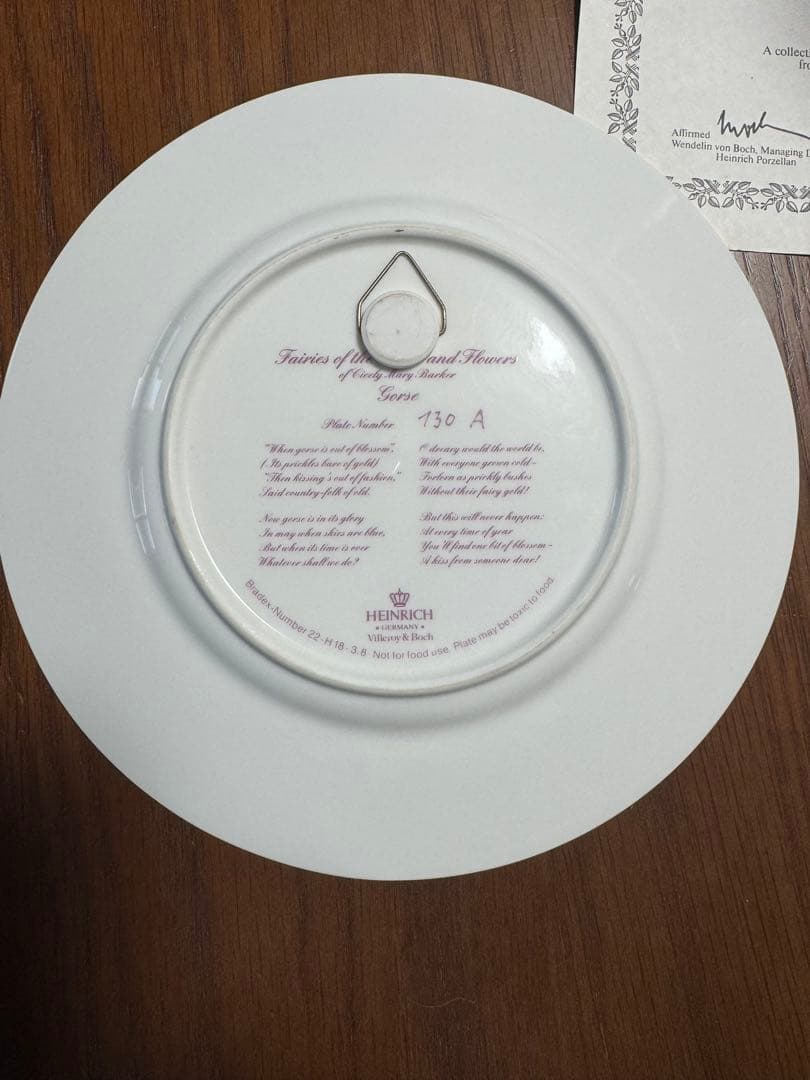 A collecti
fro
Affirmed
Wendelin von Boch, Managing D
Heinrich Porzellan
Fairies of the and Flowers
of Cicely Mary Barker
Gorse
Plate Number 130 A
"When gorse is out of blossom",
(Its prickles bare of gold)
"Then kissing's out of fashion,"
Said country-folk of old.
Now gorse is in its glory
In may when skies are blue,
But when its time is over
Whatever shall we do?
O dreary would the world be,
With everyone grown cold–
Forlorn as prickly bushes
Without their fairy gold!
But this will never happen:
At every time of year
You'll find one bit of blossom–
A kiss from someone dear!
HEINRICH
• GERMANY •
Villeroy & Boch
Bradex-Number 22-H18-3.8 Not for food use. Plate may be toxic to food.